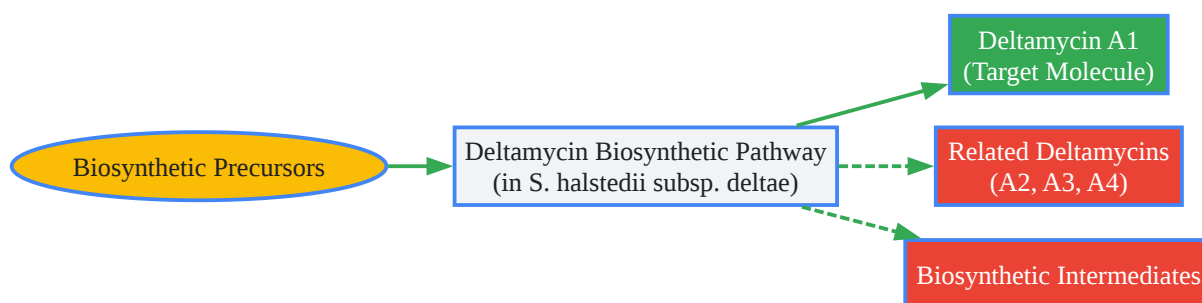 Biosynthetic Precursors
Deltamycin Biosynthetic Pathway
(in S. halstedii subsp. deltae)
Deltamycin A1
(Target Molecule)
Related Deltamycins
(A2, A3, A4)
Biosynthetic Intermediates